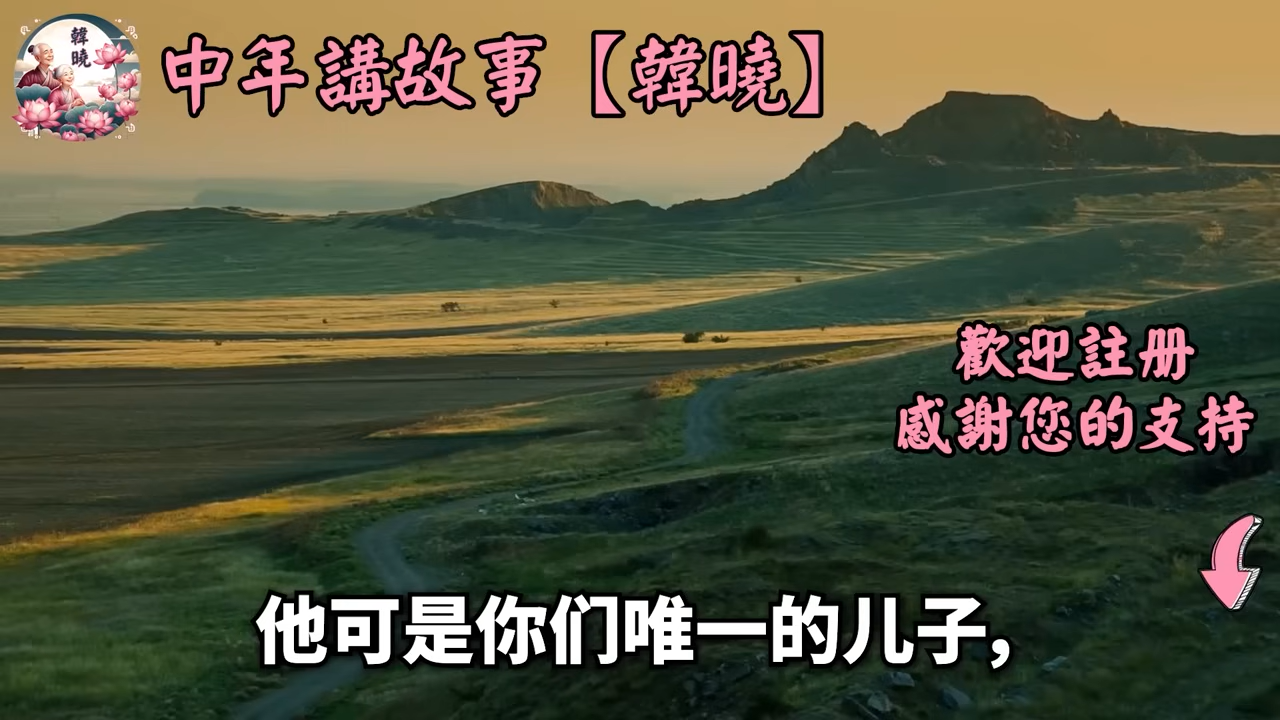 韓
曉
中年講故事【韓曉】
歡迎註册
感謝您的支持
他可是你们唯一的儿子,